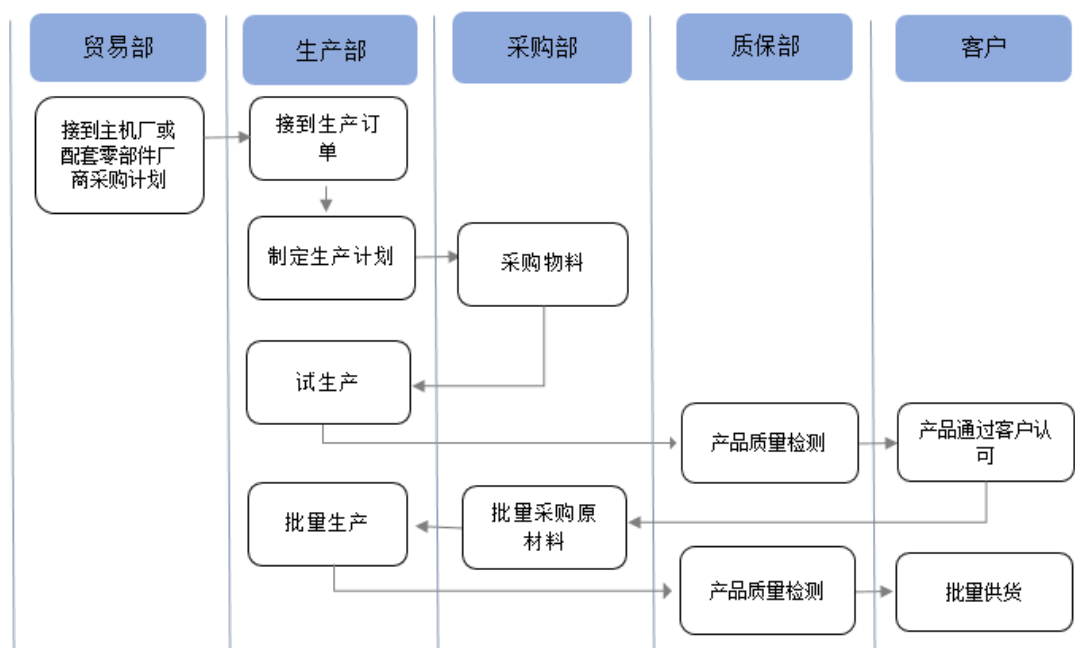 贸易部
生产部
采购部
质保部
客户
接到主机厂或
配套零部件厂
商采购计划
接到生产订
单
制定生产计划
采购物料
试生产
产品质量检测
产品通过客户认
可
批量生产
批量采购原
材料
产品质量检测
批量供货